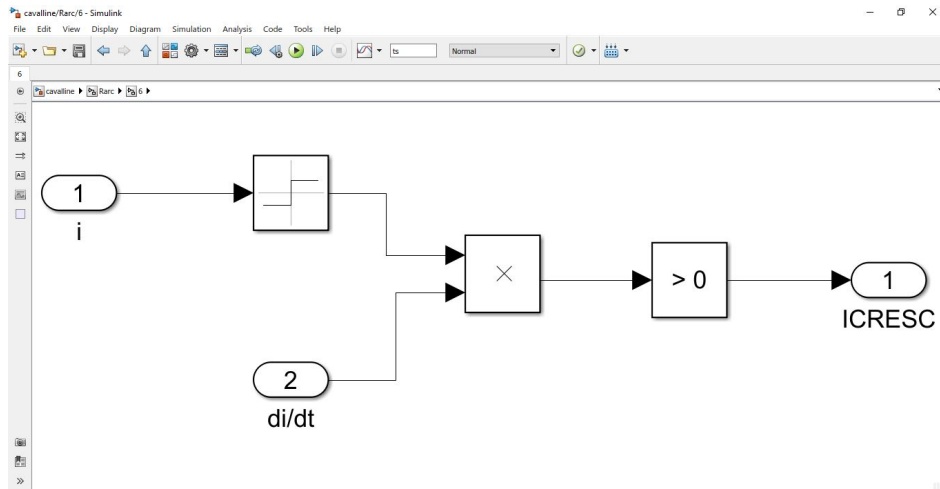 cavalline/Rarc/6 - Simulink
File Edit View Display Diagram Simulation Analysis Code Tools Help
ts Normal
6
cavalline Rarc 6
1
i
2
di/dt
> 0
1
ICRESC